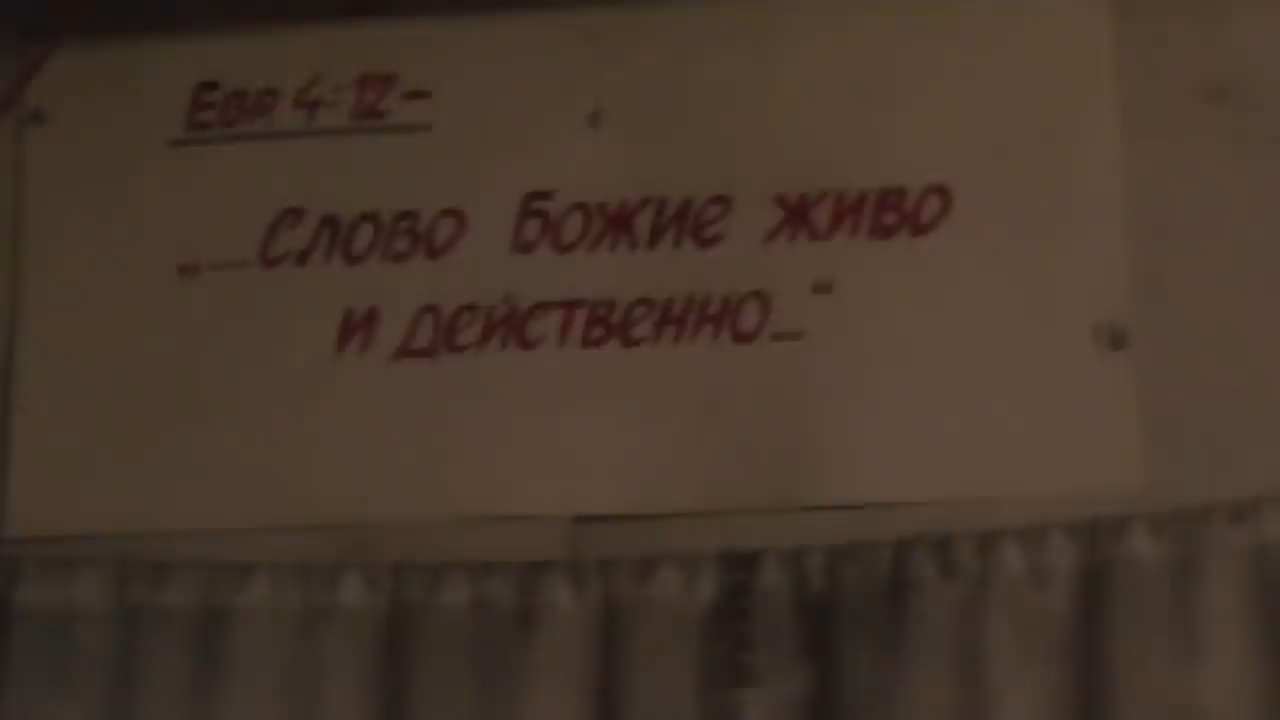 Евр 4:12-
„...Слово Божие живо
и действенно..."